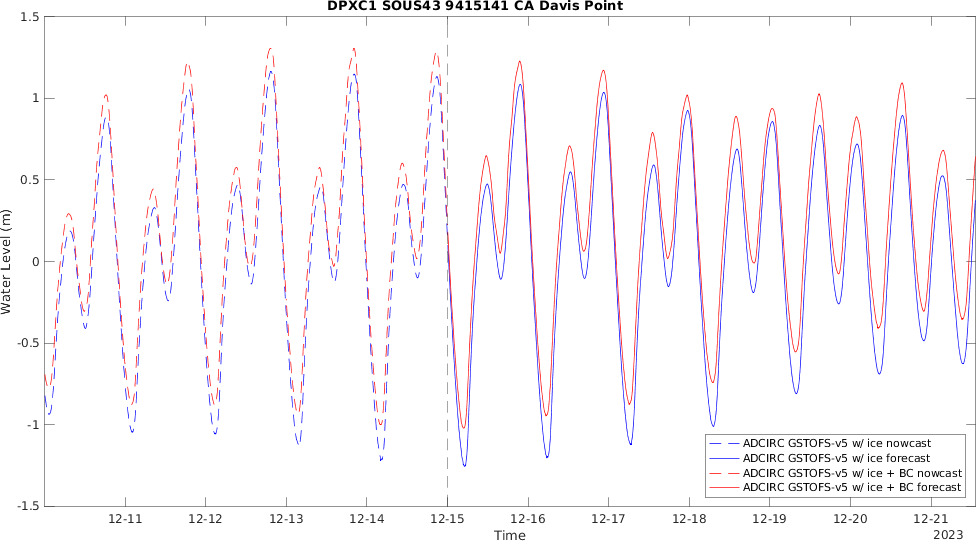 DPXC1 SOUS43 9415141 CA Davis Point
1.5
1
0.5
0
-0.5
-1
-1.5
Water Level (m)
12-11 12-12 12-13 12-14 12-15 12-16 12-17 12-18 12-19 12-20 12-21
2023
Time
ADCIRC GSTOFS-v5 w/ ice nowcast
ADCIRC GSTOFS-v5 w/ ice forecast
ADCIRC GSTOFS-v5 w/ ice + BC nowcast
ADCIRC GSTOFS-v5 w/ ice + BC forecast